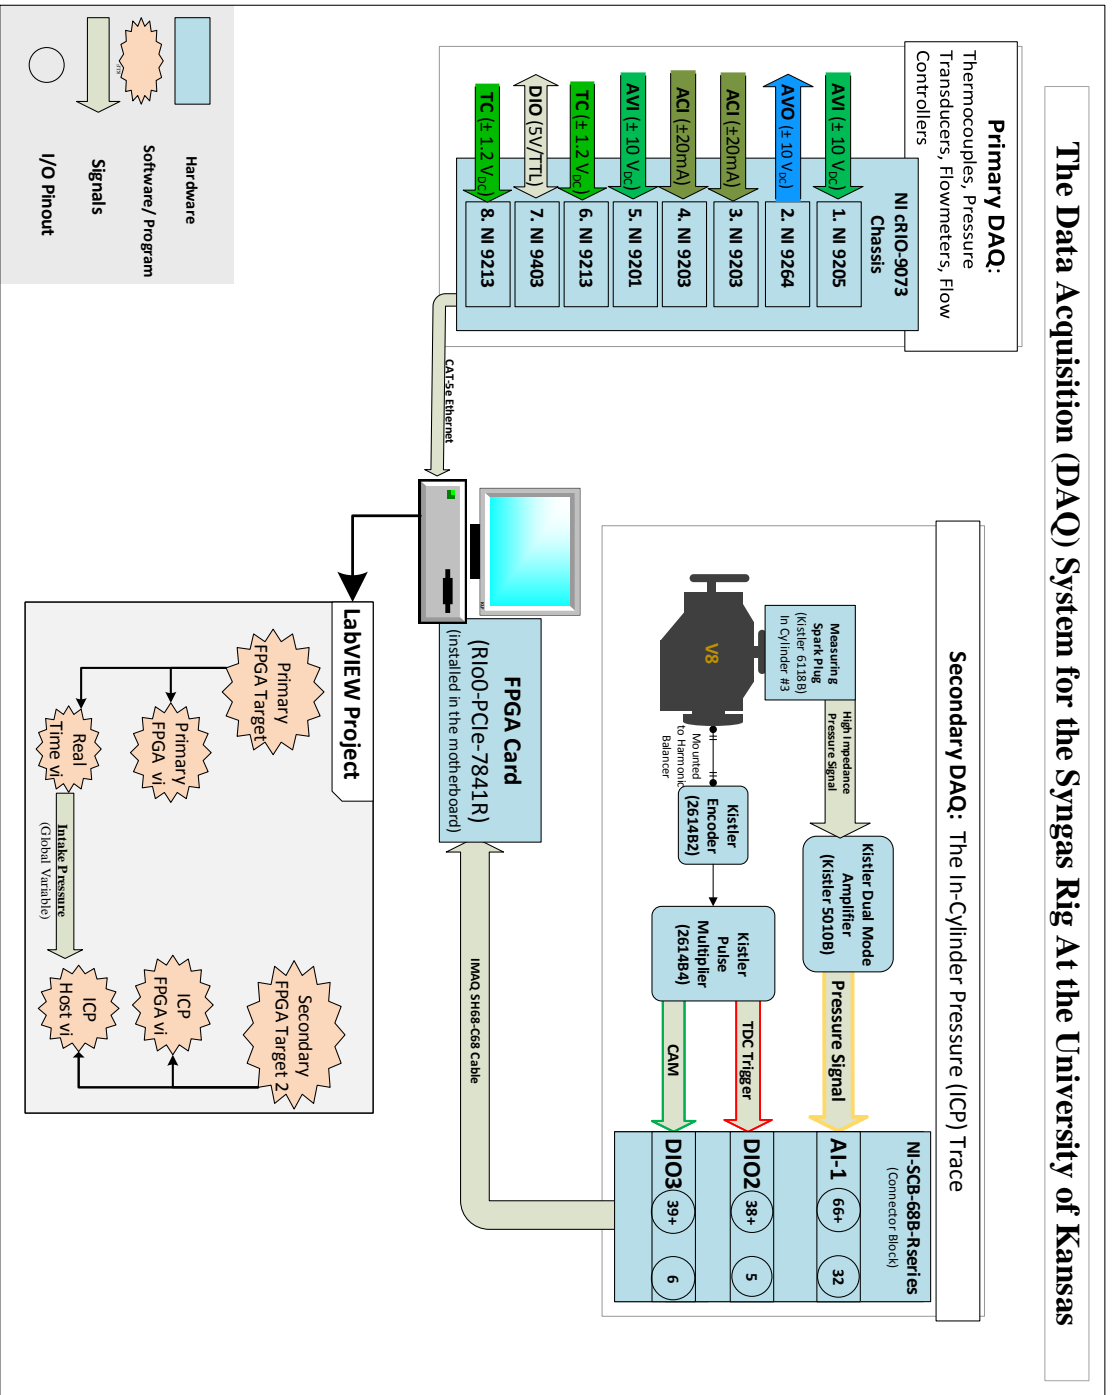 The Data Acquisition (DAQ) System for the Syngas Rig At the University of Kansas
Primary DAQ:
Thermocouples, Pressure
Transducers, Flowmeters, Flow
Controllers
NI cRIO-9073
Chassis
AVI (± 10 VDC)
1. NI 9205
AVO (± 10 VDC)
2. NI 9264
ACI (±20mA)
3. NI 9203
ACI (±20mA)
4. NI 9203
AVI (± 10 VDC)
5. NI 9201
TC (± 1.2 VDC)
6. NI 9213
DIO (5V/TTL)
7. NI 9403
TC (± 1.2 VDC)
8. NI 9213
CAT-5e Ethernet
Secondary DAQ: The In-Cylinder Pressure (ICP) Trace
Measuring
Spark Plug
(Kistler 6118B)
In Cylinder #3
V8
High Impedance
Pressure Signal
Kistler Dual Mode
Amplifier
(Kistler 5010B)
Pressure Signal
Mounted
to Harmonic
Balancer
Kistler
Encoder
(2614B2)
Kistler
Pulse
Multiplier
(2614B4)
TDC Trigger
CAM
NI-SCB-68B-Rseries
(Connector Block)
AI-1
66+
32
DIO2
38+
5
DIO3
39+
6
FPGA Card
(RIo0-PCIe-7841R)
(installed in the motherboard)
IMAQ SH68-C68 Cable
LabVIEW Project
Primary
FPGA Target
Primary
FPGA vi
Real
Time vi
Intake Pressure
(Global Variable)
Secondary
FPGA Target 2
ICP
FPGA vi
ICP
Host vi
Hardware
Software/ Program
Signals
I/O Pinout